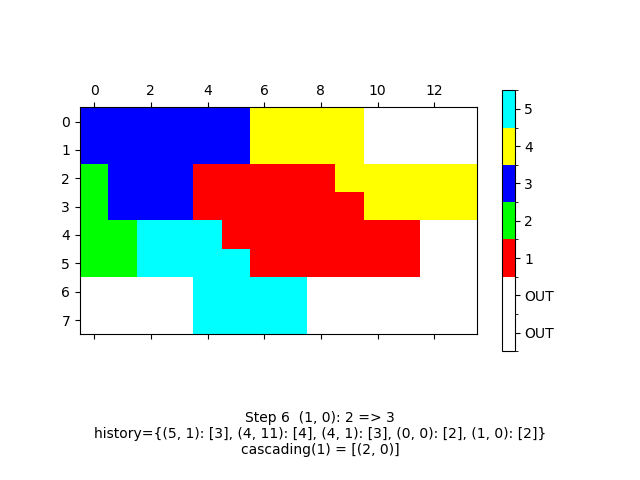 0 2 4 6 8 10 12
0
1
2
3
4
5
6
7
5
4
3
2
1
OUT
OUT
Step 6  (1, 0): 2 => 3
history={(5, 1): [3], (4, 11): [4], (4, 1): [3], (0, 0): [2], (1, 0): [2]}
cascading(1) = [(2, 0)]